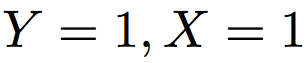 Y = 1, X = 1